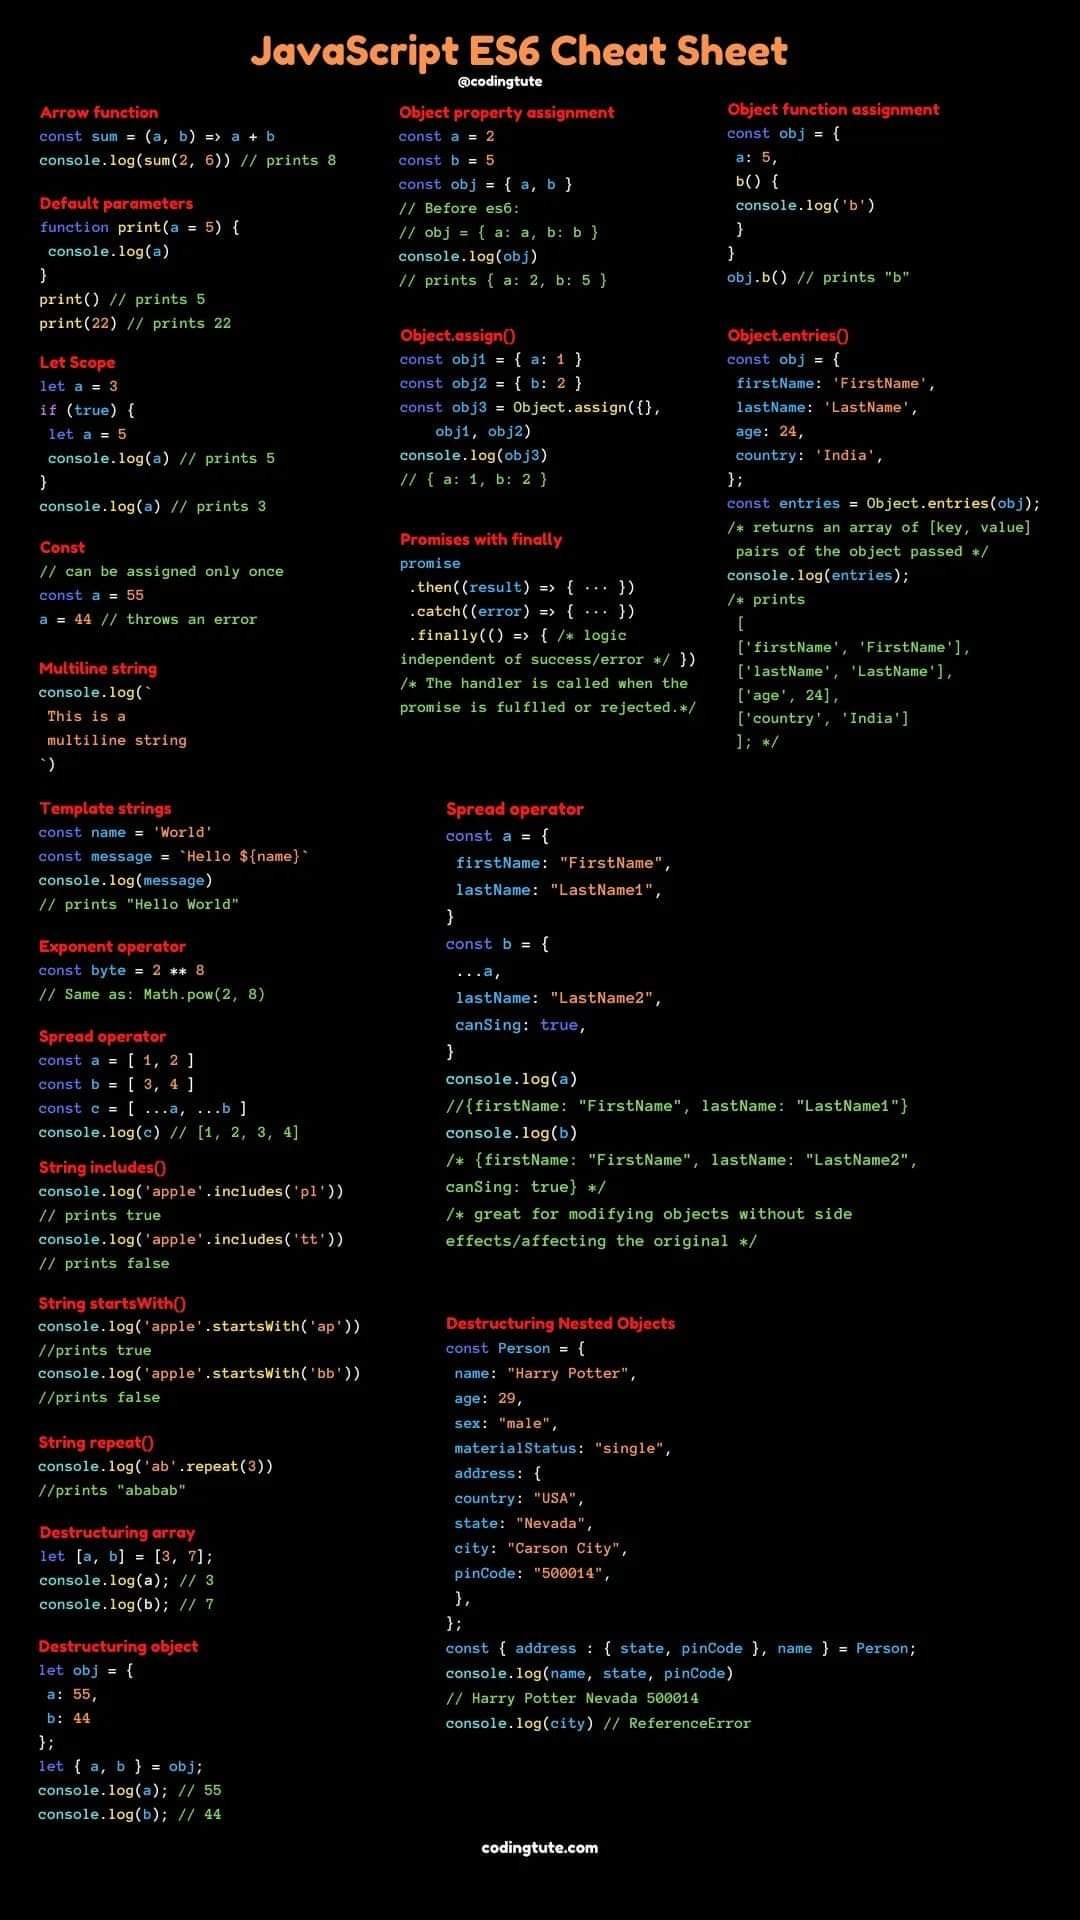 JavaScript ES6 Cheat Sheet
@codingtute
Arrow function
const sum = (a, b) => a + b
console.log(sum(2, 6)) // prints 8
Default parameters
function print(a = 5) {
 console.log(a)
}
print() // prints 5
print(22) // prints 22
Let Scope
let a = 3
if (true) {
 let a = 5
 console.log(a) // prints 5
}
console.log(a) // prints 3
Const
// can be assigned only once
const a = 55
a = 44 // throws an error
Multiline string
console.log(`
 This is a
 multiline string
`)
Object property assignment
const a = 2
const b = 5
const obj = { a, b }
// Before es6:
// obj = { a: a, b: b }
console.log(obj)
// prints { a: 2, b: 5 }
Object.assign()
const obj1 = { a: 1 }
const obj2 = { b: 2 }
const obj3 = Object.assign({},
    obj1, obj2)
console.log(obj3)
// { a: 1, b: 2 }
Promises with finally
promise
 .then((result) => { ··· })
 .catch((error) => { ··· })
 .finally(() => { /* logic
independent of success/error */ })
/* The handler is called when the
promise is fulflled or rejected.*/
Object function assignment
const obj = {
 a: 5,
 b() {
 console.log('b')
 }
}
obj.b() // prints "b"
Object.entries()
const obj = {
 firstName: 'FirstName',
 lastName: 'LastName',
 age: 24,
 country: 'India',
};
const entries = Object.entries(obj);
/* returns an array of [key, value]
 pairs of the object passed */
console.log(entries);
/* prints
 [
 ['firstName', 'FirstName'],
 ['lastName', 'LastName'],
 ['age', 24],
 ['country', 'India']
 ]; */
Template strings
const name = 'World'
const message = `Hello ${name}`
console.log(message)
// prints "Hello World"
Exponent operator
const byte = 2 ** 8
// Same as: Math.pow(2, 8)
Spread operator
const a = [ 1, 2 ]
const b = [ 3, 4 ]
const c = [ ...a, ...b ]
console.log(c) // [1, 2, 3, 4]
String includes()
console.log('apple'.includes('pl'))
// prints true
console.log('apple'.includes('tt'))
// prints false
String startsWith()
console.log('apple'.startsWith('ap'))
//prints true
console.log('apple'.startsWith('bb'))
//prints false
String repeat()
console.log('ab'.repeat(3))
//prints "ababab"
Destructuring array
let [a, b] = [3, 7];
console.log(a); // 3
console.log(b); // 7
Destructuring object
let obj = {
 a: 55,
 b: 44
};
let { a, b } = obj;
console.log(a); // 55
console.log(b); // 44
Spread operator
const a = {
 firstName: "FirstName",
 lastName: "LastName1",
}
const b = {
 ...a,
 lastName: "LastName2",
 canSing: true,
}
console.log(a)
//{firstName: "FirstName", lastName: "LastName1"}
console.log(b)
/* {firstName: "FirstName", lastName: "LastName2",
canSing: true} */
/* great for modifying objects without side
effects/affecting the original */
Destructuring Nested Objects
const Person = {
 name: "Harry Potter",
 age: 29,
 sex: "male",
 materialStatus: "single",
 address: {
 country: "USA",
 state: "Nevada",
 city: "Carson City",
 pinCode: "500014",
 },
};
const { address : { state, pinCode }, name } = Person;
console.log(name, state, pinCode)
// Harry Potter Nevada 500014
console.log(city) // ReferenceError
codingtute.com